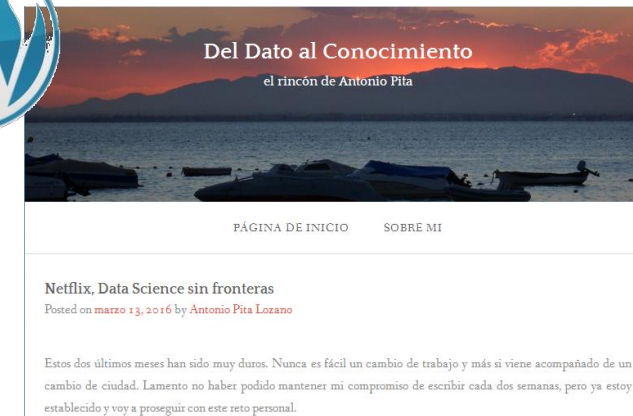 Del Dato al Conocimiento
el rincón de Antonio Pita
PÁGINA DE INICIO SOBRE MI
Netflix, Data Science sin fronteras
Posted on marzo 13, 2016 by Antonio Pita Lozano
Estos dos últimos meses han sido muy duros. Nunca es fácil un cambio de trabajo y más si viene acompañado de un
cambio de ciudad. Lamento no haber podido mantener mi compromiso de escribir cada dos semanas, pero ya estoy
establecido y voy a proseguir con este reto personal.